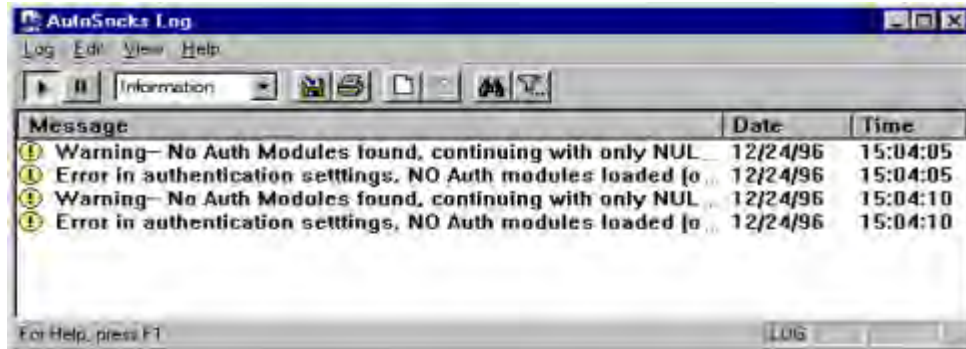 AutoSocks Log
Log Edit View Help
Information
Message Date Time
Warning-- No Auth Modules found, continuing with only NUL... 12/24/96 15:04:05
Error in authentication setttings, NO Auth modules loaded (o... 12/24/96 15:04:05
Warning-- No Auth Modules found, continuing with only NUL... 12/24/96 15:04:10
Error in authentication setttings, NO Auth modules loaded (o... 12/24/96 15:04:10
For Help, press F1 LOG